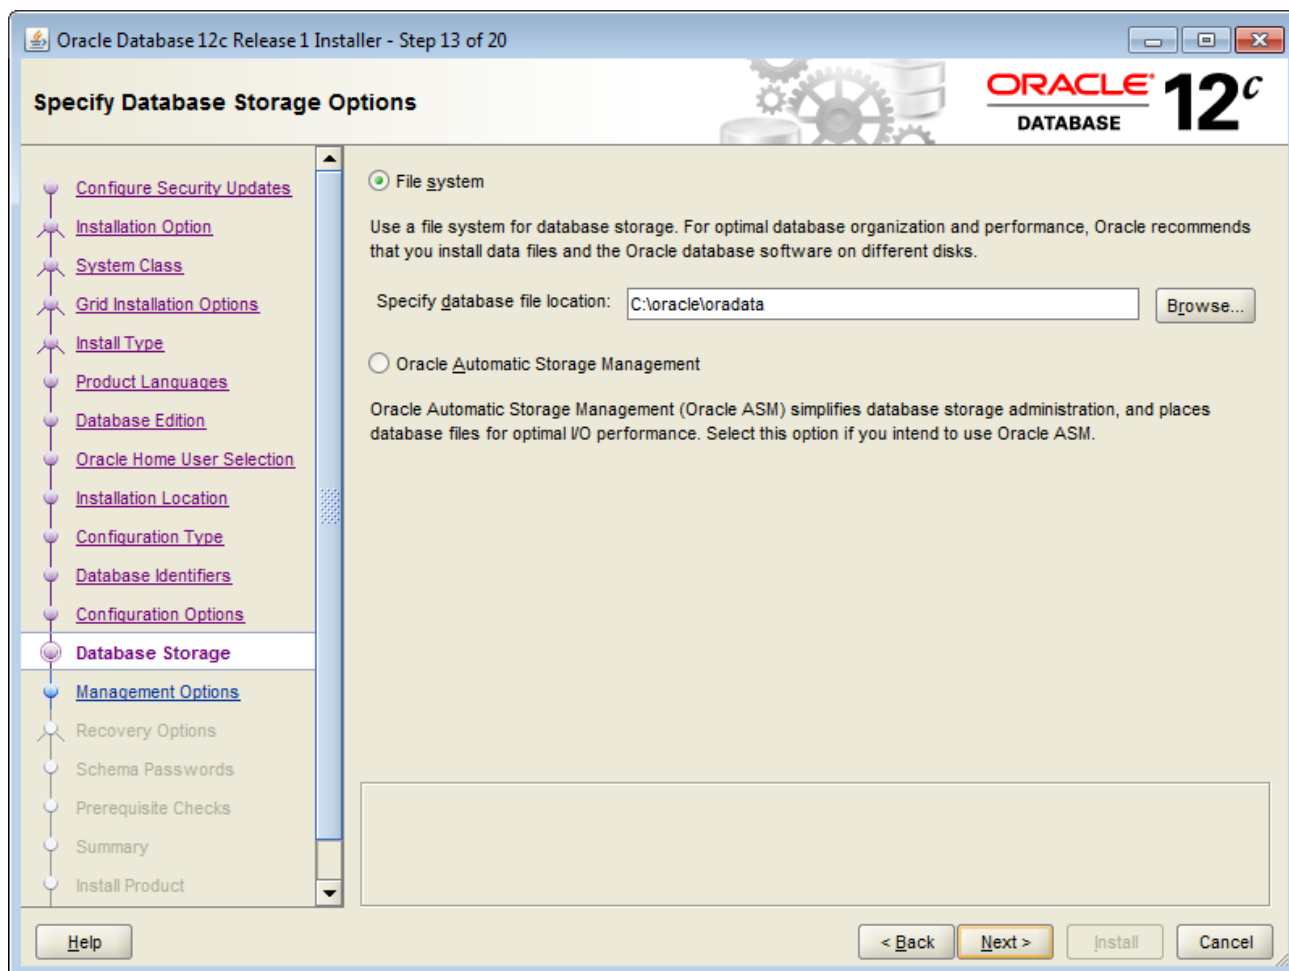 Oracle Database 12c Release 1 Installer - Step 13 of 20
Specify Database Storage Options
ORACLE
DATABASE
12c
Configure Security Updates
Installation Option
System Class
Grid Installation Options
Install Type
Product Languages
Database Edition
Oracle Home User Selection
Installation Location
Configuration Type
Database Identifiers
Configuration Options
Database Storage
Management Options
Recovery Options
Schema Passwords
Prerequisite Checks
Summary
Install Product
File system
Use a file system for database storage. For optimal database organization and performance, Oracle recommends
that you install data files and the Oracle database software on different disks.
Specify database file location: C:\oracle\oradata Browse...
Oracle Automatic Storage Management
Oracle Automatic Storage Management (Oracle ASM) simplifies database storage administration, and places
database files for optimal I/O performance. Select this option if you intend to use Oracle ASM.
Help < Back Next > Install Cancel